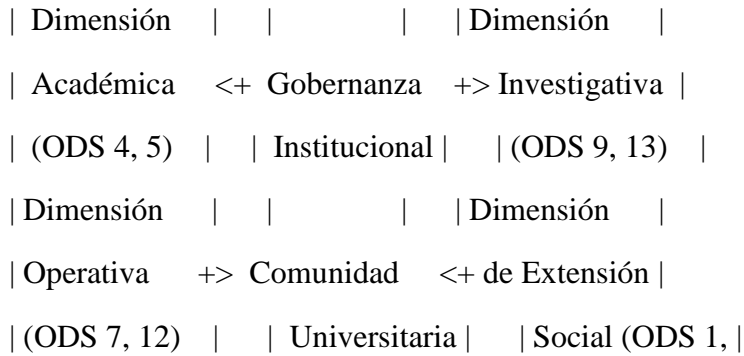 | Dimensión | | | | Dimensión |
| Académica <+ Gobernanza +> Investigativa |
| (ODS 4, 5) | | Institucional | | (ODS 9, 13) |
| Dimensión | | | | Dimensión |
| Operativa +> Comunidad <+ de Extensión |
| (ODS 7, 12) | | Universitaria | | Social (ODS 1, |